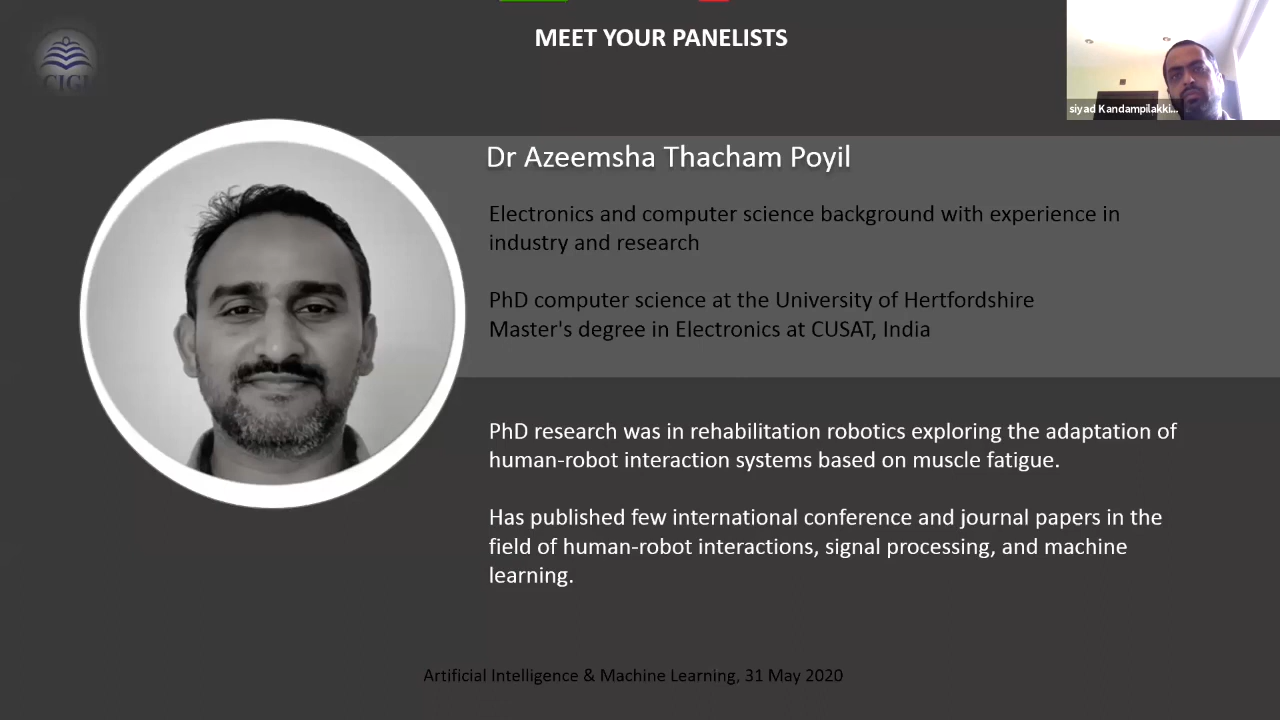 MEET YOUR PANELISTS
CIGI
siyad Kandampilakki...
Dr Azeemsha Thacham Poyil
Electronics and computer science background with experience in
industry and research
PhD computer science at the University of Hertfordshire
Master's degree in Electronics at CUSAT, India
PhD research was in rehabilitation robotics exploring the adaptation of
human-robot interaction systems based on muscle fatigue.
Has published few international conference and journal papers in the
field of human-robot interactions, signal processing, and machine
learning.
Artificial Intelligence & Machine Learning, 31 May 2020